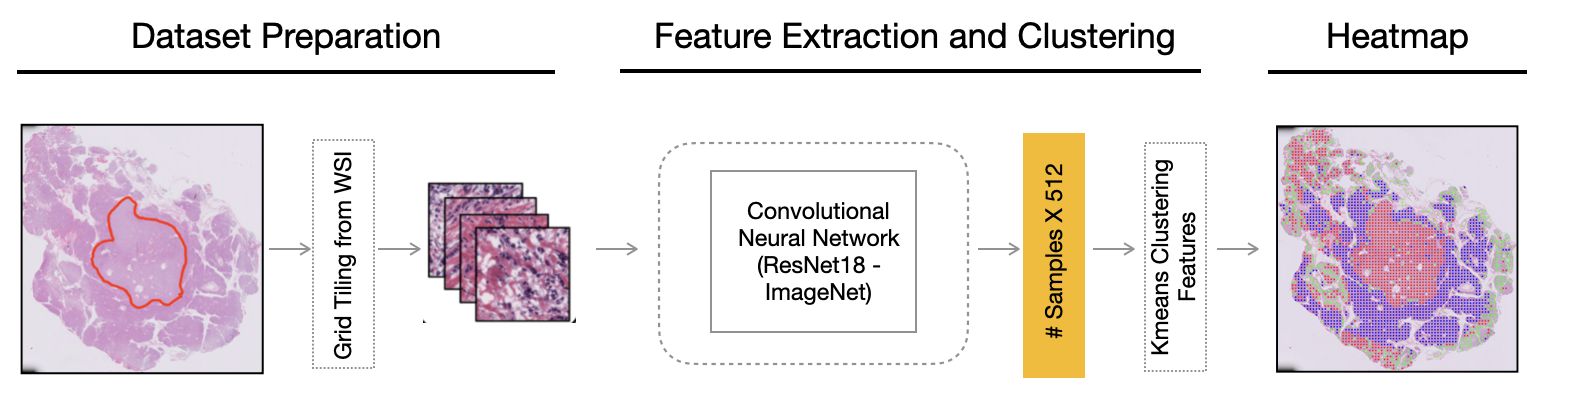 Dataset Preparation
Feature Extraction and Clustering
Heatmap
Grid Tiling from WSI
Convolutional
Neural Network
(ResNet18 -
ImageNet)
# Samples X 512
Kmeans Clustering
Features